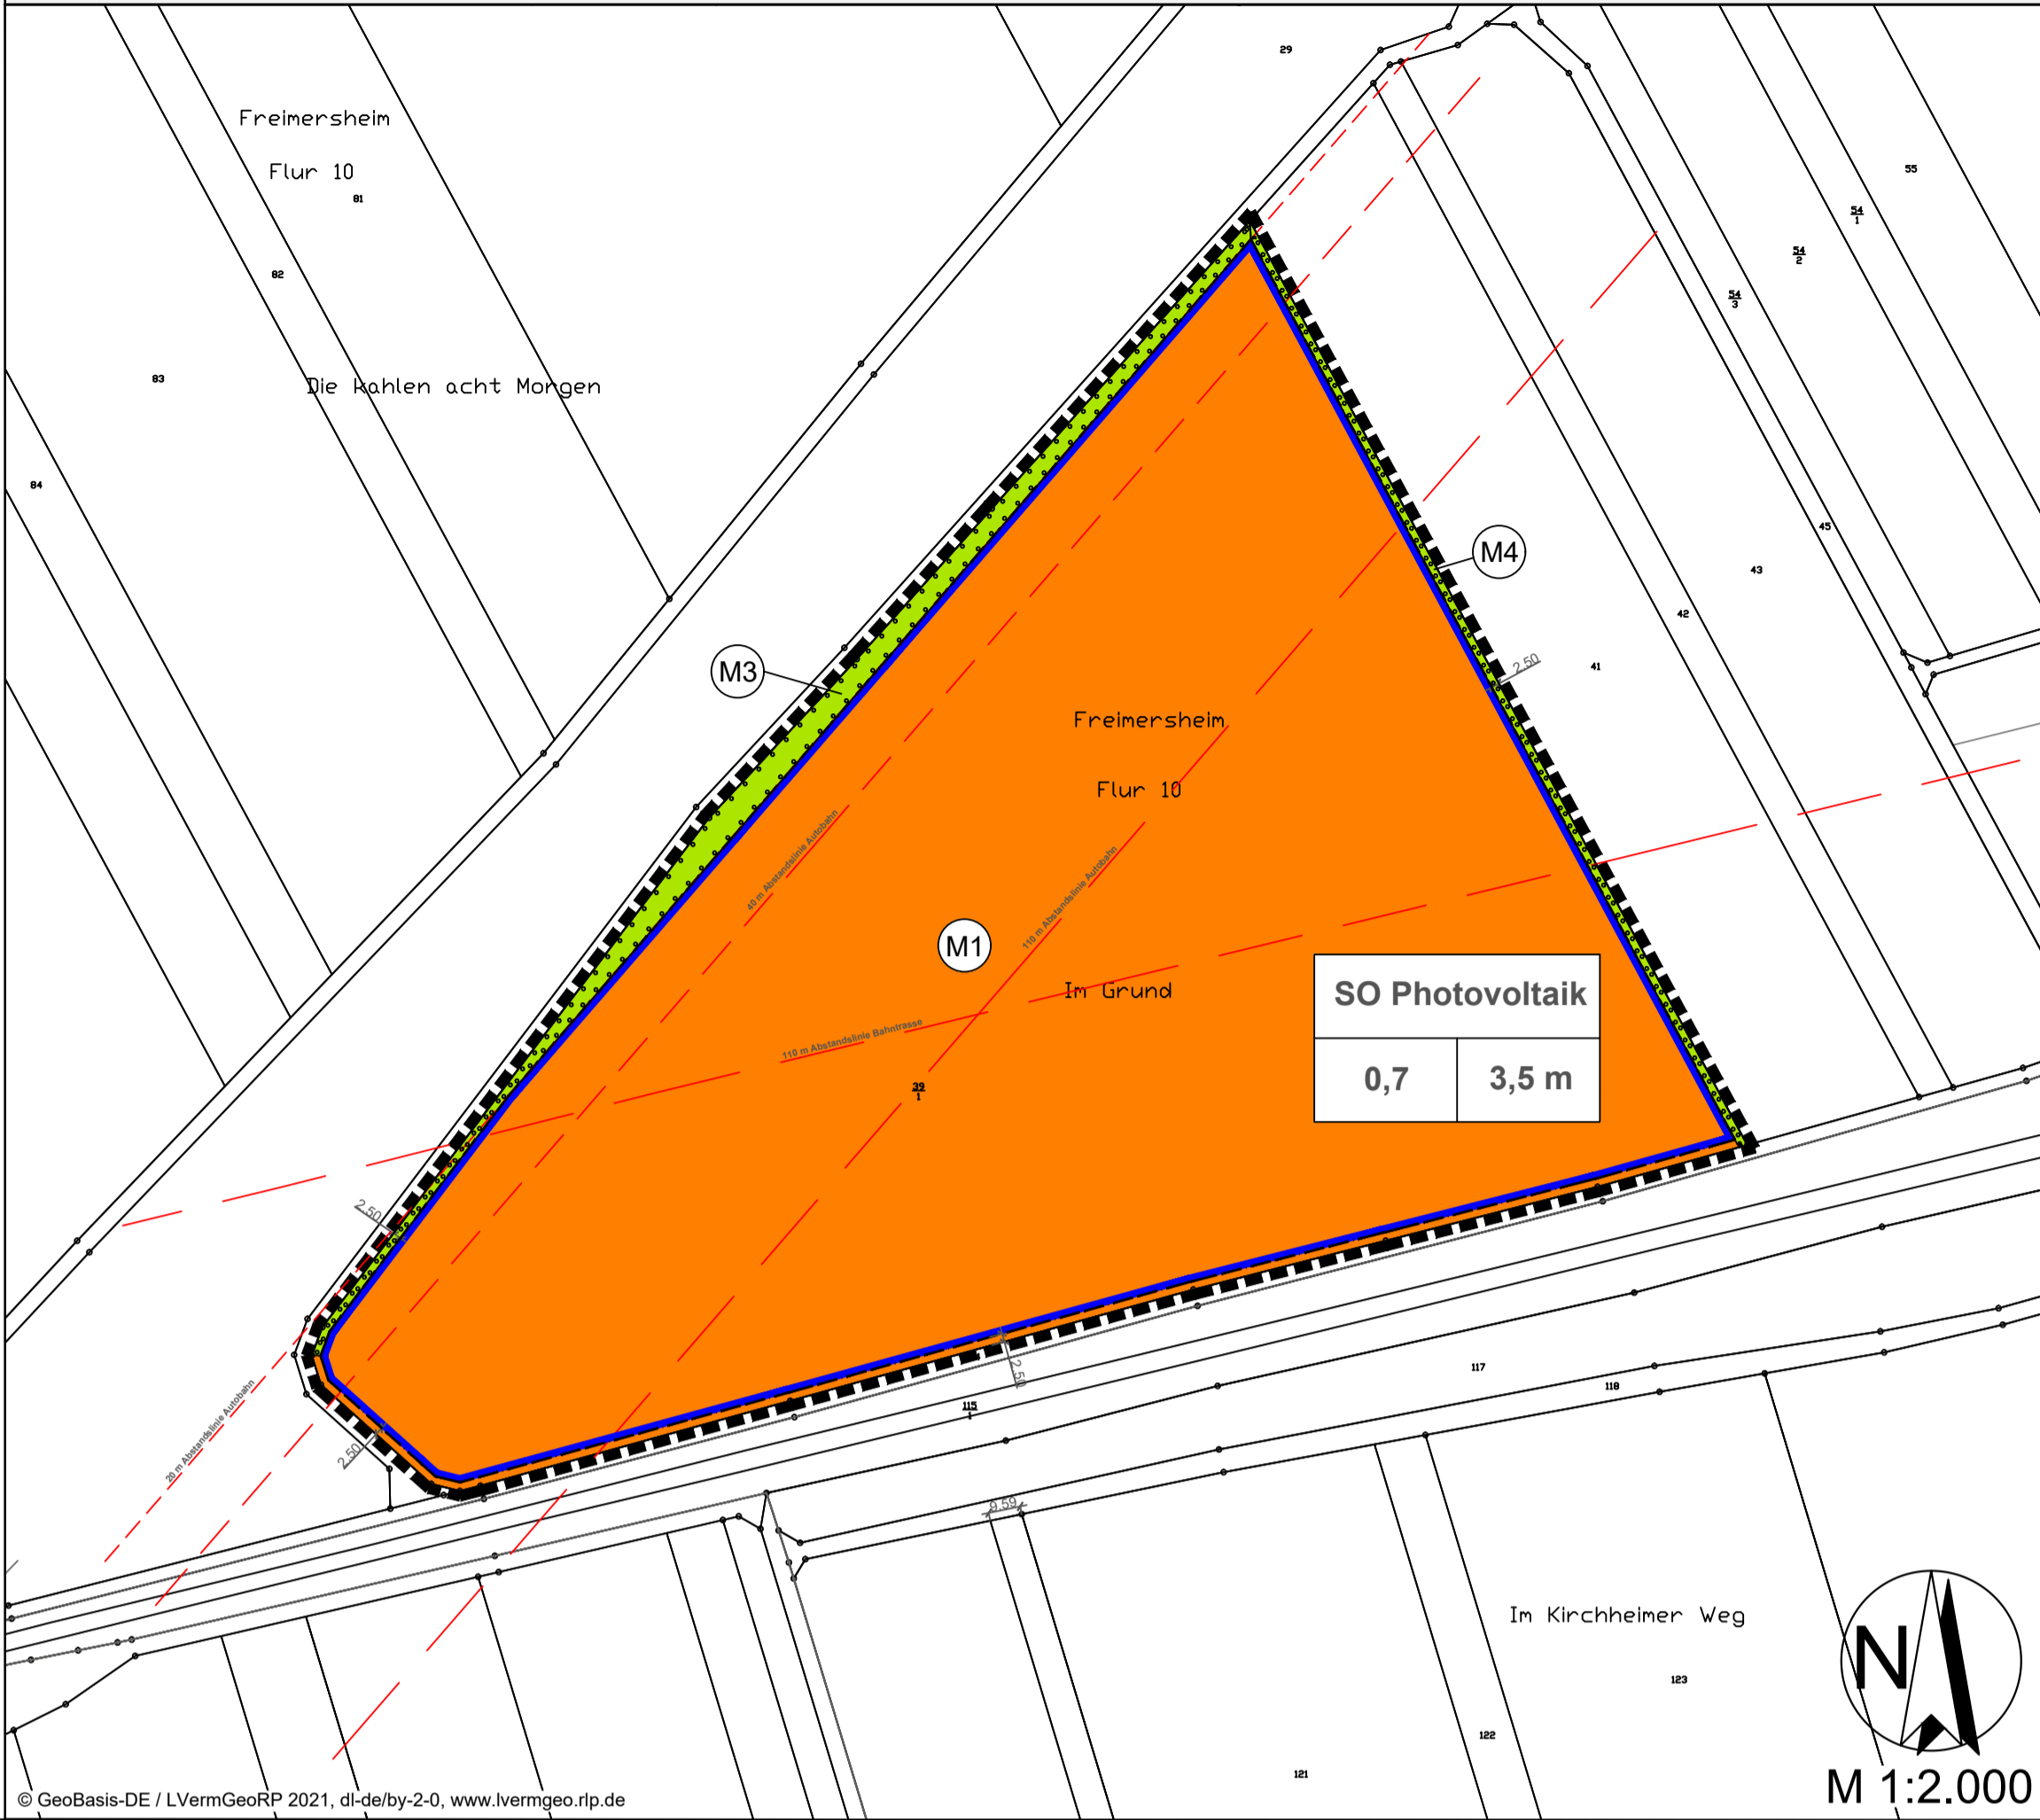 29
Freimersheim
Flur 10
81
55
54
1
54
2
54
3
82
83
Die kahlen acht Morgen
84
45
M4
43
42
2.50
41
M3
Freimersheim
Flur 10
40 m Abstandslinie Autobahn
110 m Abstandslinie Autobahn
M1
Im Grund
SO Photovoltaik
0,7
3,5 m
110 m Abstandslinie Bahntrasse
39
1
2.50
2.50
117
118
115
1
20 m Abstandslinie Autobahn
2.50
9.59
Im Kirchheimer Weg
N
123
122
121
M 1:2.000
© GeoBasis-DE / LVermGeoRP 2021, dl-de/by-2-0, www.lvermgeo.rlp.de